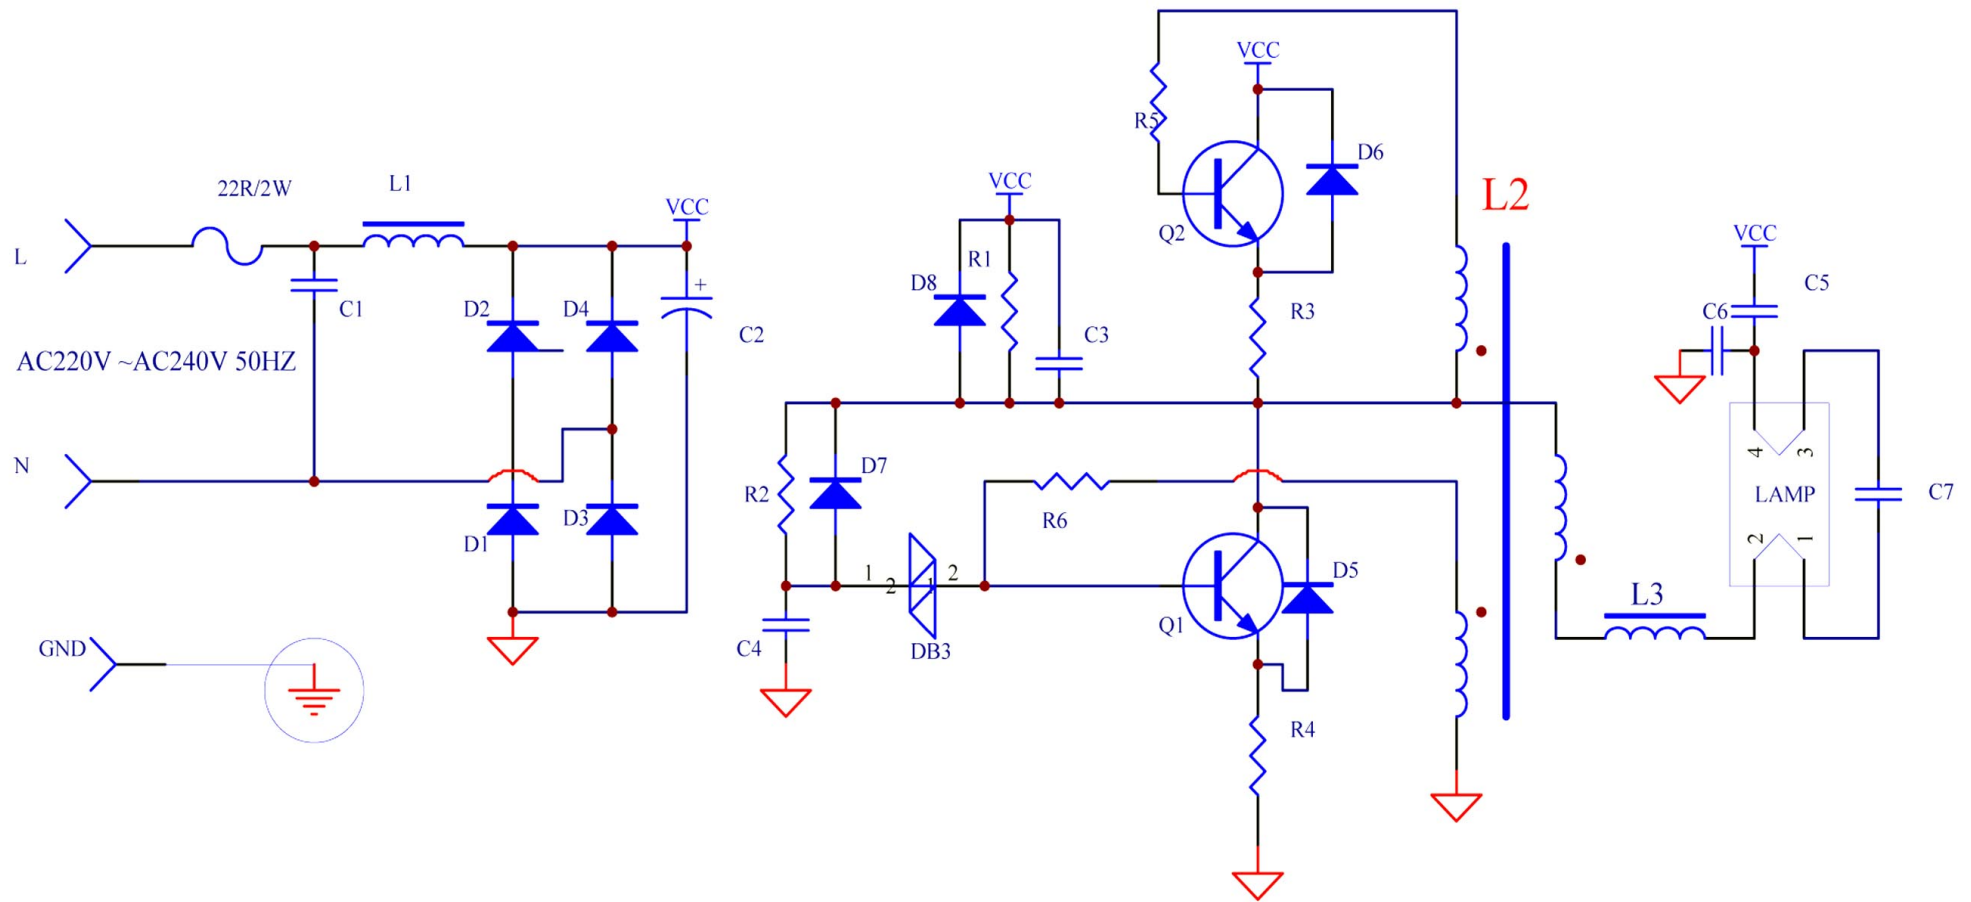 22R/2W
L1
VCC
L
C1
D2
D4
+
C2
AC220V ~AC240V 50HZ
N
D1
D3
GND
VCC
R5
D6
Q2
L2
VCC
R1
D8
C3
R3
VCC
C5
C6
R2
D7
R6
1
2
1
2
DB3
C4
Q1
D5
R4
L3
4
3
LAMP
2
1
C7